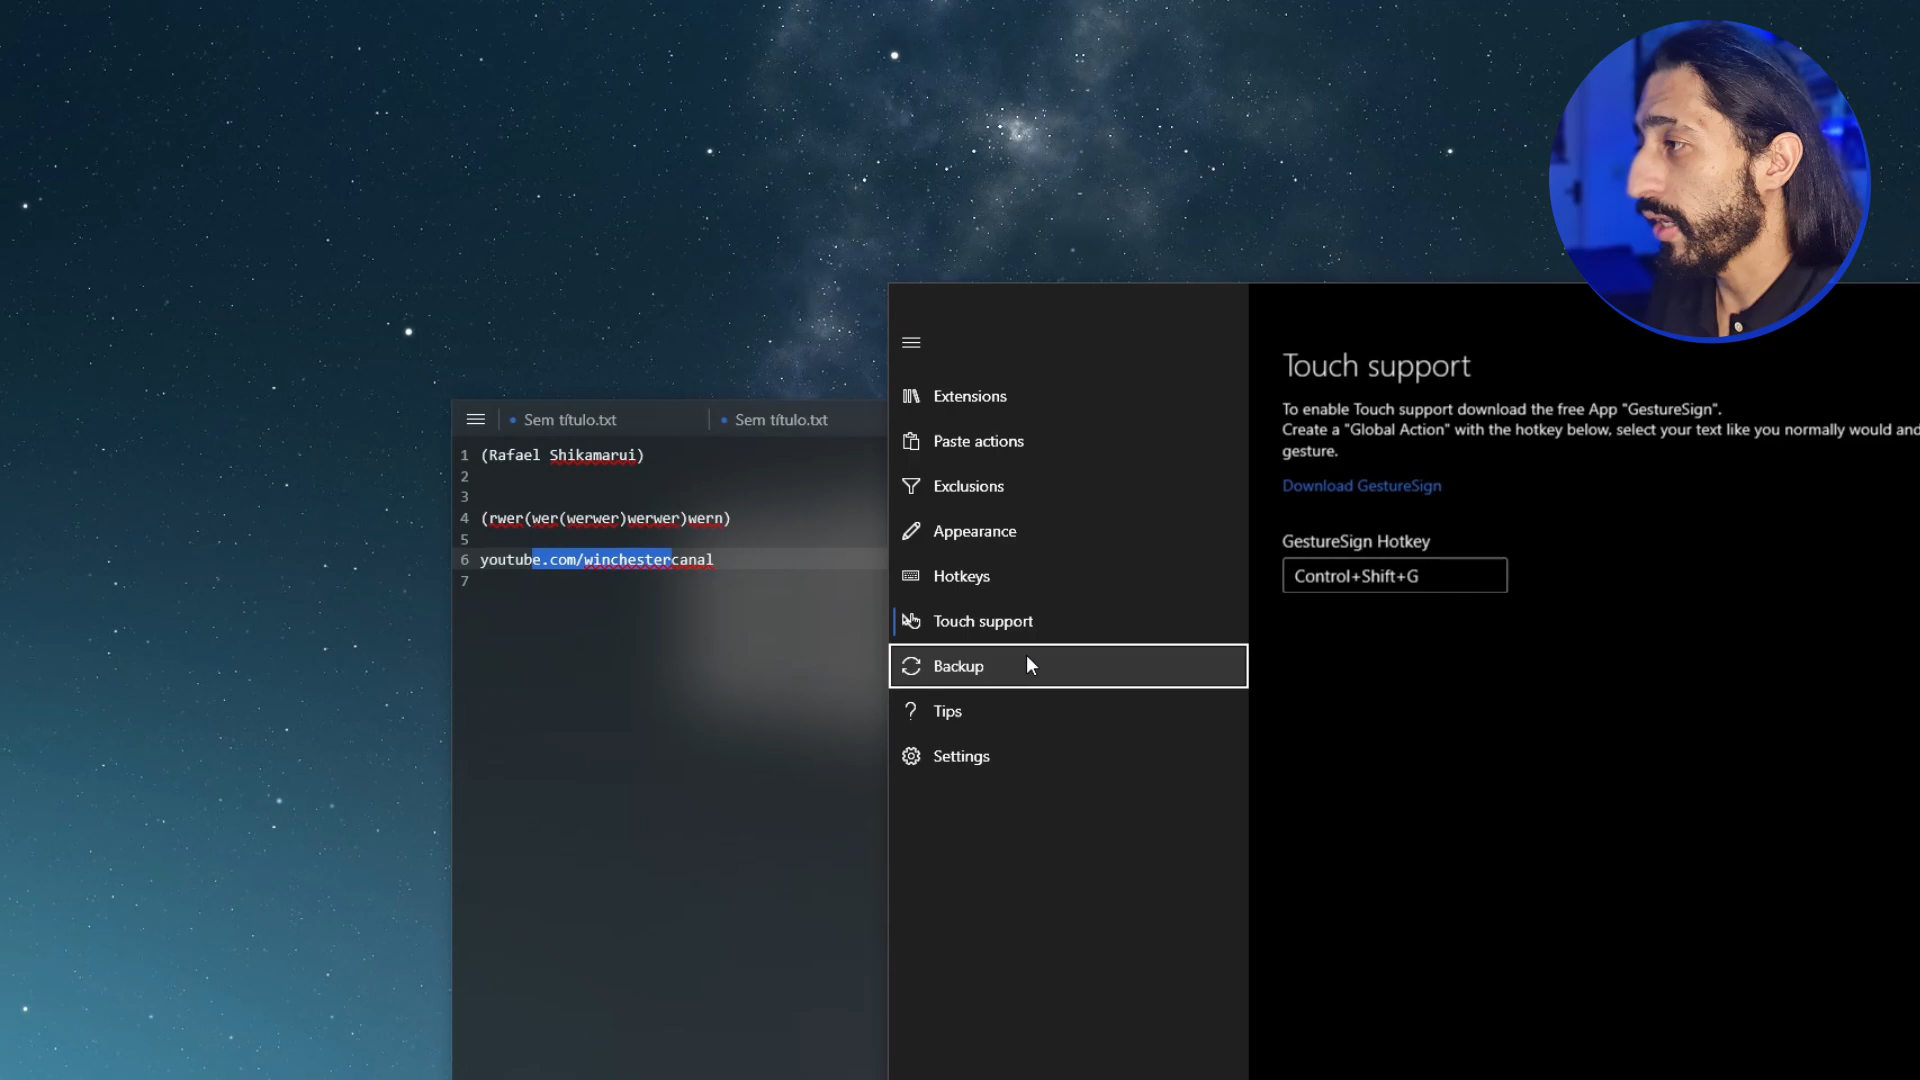 Sem título.txt
Sem título.txt
1 (Rafael Shikamarui)
2
3
4 (rwer(wer(werwer)werwer)wern)
5
6 youtube.com/winchestercanal
7
Extensions
Paste actions
Exclusions
Appearance
Hotkeys
Touch support
Backup
Tips
Settings
Touch support
To enable Touch support download the free App "GestureSign".
Create a "Global Action" with the hotkey below, select your text like you normally would and
gesture.
Download GestureSign
GestureSign Hotkey
Control+Shift+G